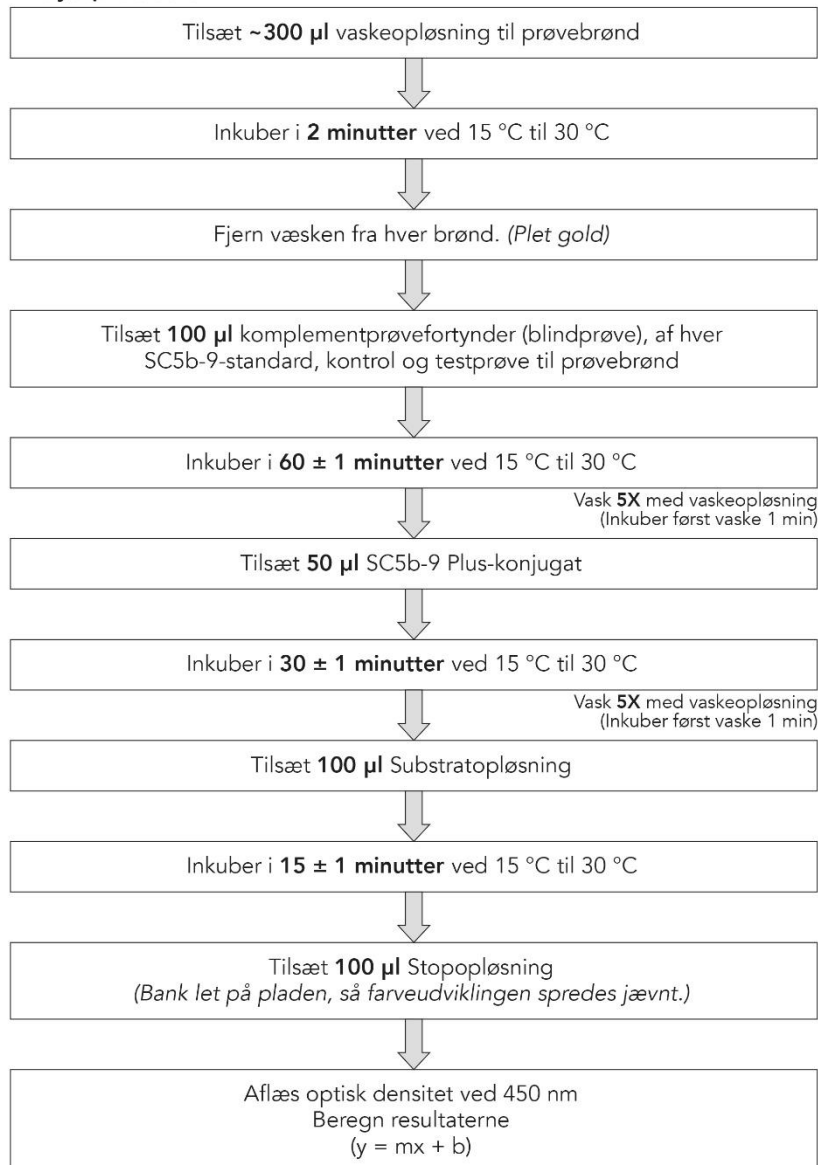 Tilsæt ~300 µl vaskeopløsning til prøvebrønd
Inkuber i 2 minutter ved 15 °C til 30 °C
Fjern væsken fra hver brønd. (Plet gold)
Tilsæt 100 µl komplementprøvefortynder (blindprøve), af hver
SC5b-9-standard, kontrol og testprøve til prøvebrønd
Inkuber i 60 ± 1 minutter ved 15 °C til 30 °C
Vask 5X med vaskeopløsning
(Inkuber først vaske 1 min)
Tilsæt 50 µl SC5b-9 Plus-konjugat
Inkuber i 30 ± 1 minutter ved 15 °C til 30 °C
Vask 5X med vaskeopløsning
(Inkuber først vaske 1 min)
Tilsæt 100 µl Substratopløsning
Inkuber i 15 ± 1 minutter ved 15 °C til 30 °C
Tilsæt 100 µl Stopopløsning
(Bank let på pladen, så farveudviklingen spredes jævnt.)
Aflæs optisk densitet ved 450 nm
Beregn resultaterne
(y = mx + b)